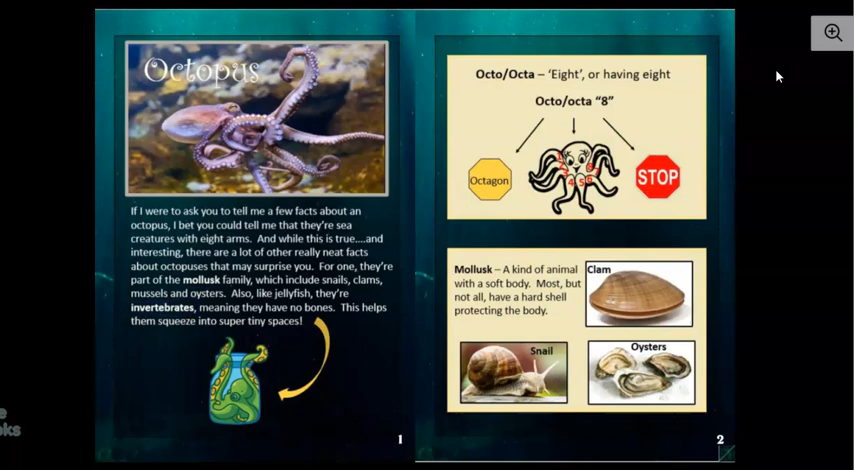 Octopus
If I were to ask you to tell me a few facts about an
octopus, I bet you could tell me that they're sea
creatures with eight arms.  And while this is true....and
interesting, there are a lot of other really neat facts
about octopuses that may surprise you.  For one, they're
part of the mollusk family, which include snails, clams,
mussels and oysters.  Also, like jellyfish, they're
invertebrates, meaning they have no bones.  This helps
them squeeze into super tiny spaces!
1
Octo/Octa – 'Eight', or having eight
Octo/octa "8"
Octagon
4 5 6
STOP
Mollusk – A kind of animal
with a soft body.  Most, but
not all, have a hard shell
protecting the body.
Clam
Snail
Oysters
2